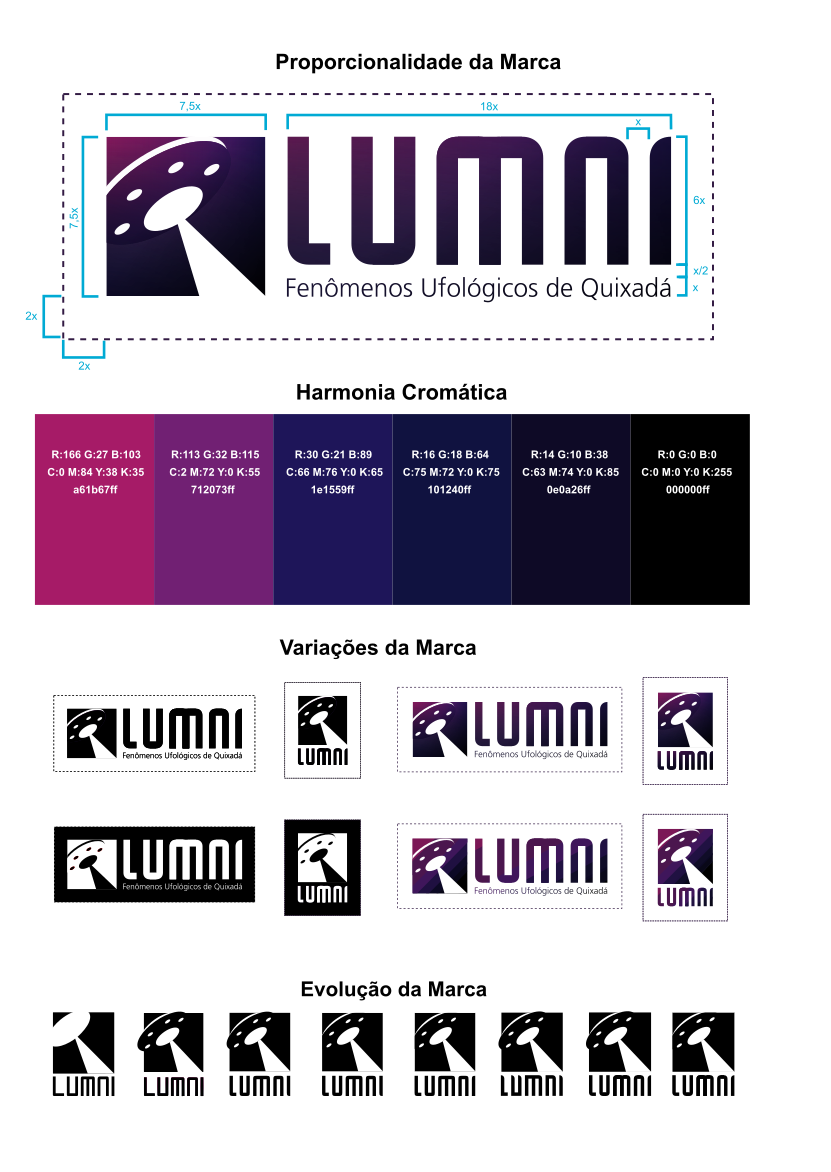 Proporcionalidade da Marca
7,5x
18x
x
7,5x
LUMNI
6x
x/2
x
Fenômenos Ufológicos de Quixadá
2x
2x
Harmonia Cromática
R:166 G:27 B:103
C:0 M:84 Y:38 K:35
a61b67ff
R:113 G:32 B:115
C:2 M:72 Y:0 K:55
712073ff
R:30 G:21 B:89
C:66 M:76 Y:0 K:65
1e1559ff
R:16 G:18 B:64
C:75 M:72 Y:0 K:75
101240ff
R:14 G:10 B:38
C:63 M:74 Y:0 K:85
0e0a26ff
R:0 G:0 B:0
C:0 M:0 Y:0 K:255
000000ff
Variações da Marca
LUMNI
Fenômenos Ufológicos de Quixadá
LUMNI
LUMNI
Fenômenos Ufológicos de Quixadá
LUMNI
LUMNI
Fenômenos Ufológicos de Quixadá
LUMNI
LUMNI
Fenômenos Ufológicos de Quixadá
LUMNI
Evolução da Marca
LUMNI
LUMNI
LUMNI
LUMNI
LUMNI
LUMNI
LUMNI
LUMNI